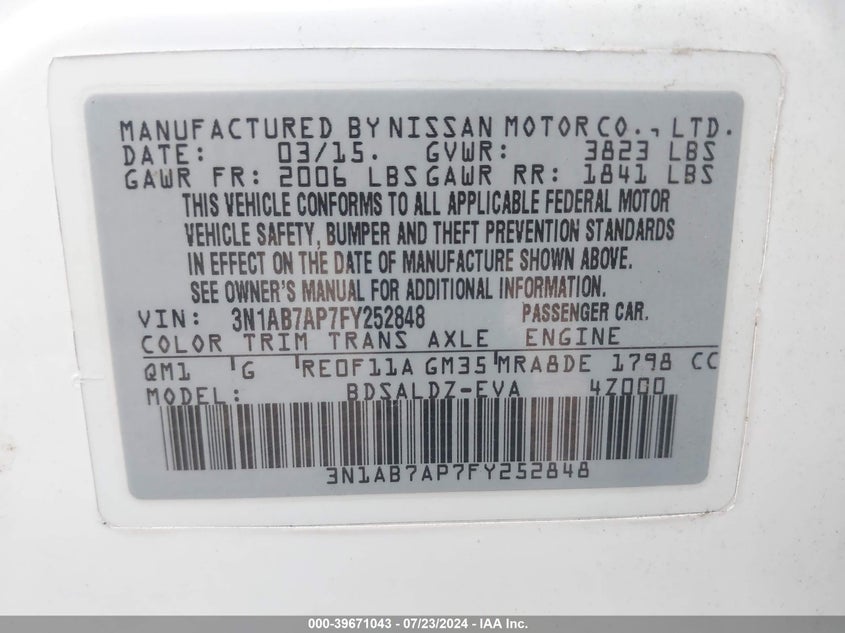 MANUFACTURED BY NISSAN MOTOR CO., LTD.
DATE: 03/15. GVWR: 3823 LBS
GAWR FR: 2006 LBS GAWR RR: 1841 LBS
THIS VEHICLE CONFORMS TO ALL APPLICABLE FEDERAL MOTOR
VEHICLE SAFETY, BUMPER AND THEFT PREVENTION STANDARDS
IN EFFECT ON THE DATE OF MANUFACTURE SHOWN ABOVE.
SEE OWNER'S MANUAL FOR ADDITIONAL INFORMATION.
VIN: 3N1AB7AP7FY252848 PASSENGER CAR.
COLOR TRIM TRANS AXLE ENGINE
QM1 G RE0F11A GM35 MRA8DE 1798 CC
MODEL: BDSALDZ-EVA 4Z000
3N1AB7AP7FY252848
000-39671043 - 07/23/2024 - IAA Inc.